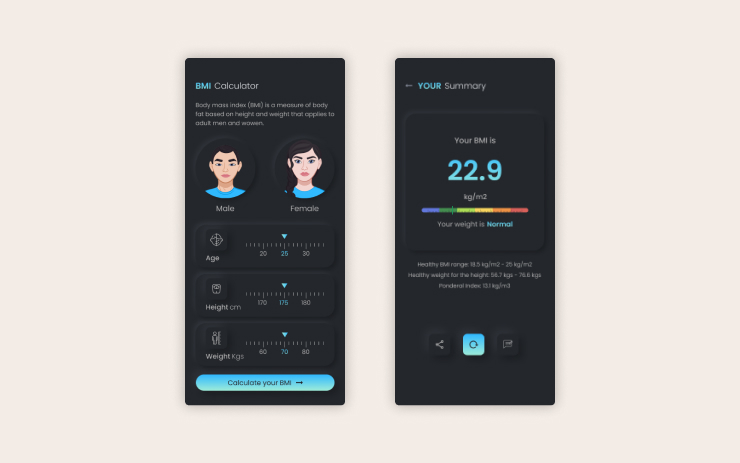 BMI Calculator
Body mass index (BMI) is a measure of body
fat based on height and weight that applies to
adult men and wowen.
Male Female
Age
20 25 30
Height cm
170 175 180
Weight Kgs
60 70 80
Calculate your BMI →
← YOUR Summary
Your BMI is
22.9
kg/m2
Your weight is Normal
Healthy BMI range: 18.5 kg/m2 - 25 kg/m2
Healthy weight for the height: 56.7 kgs - 76.6 kgs
Ponderal Index: 13.1 kg/m3